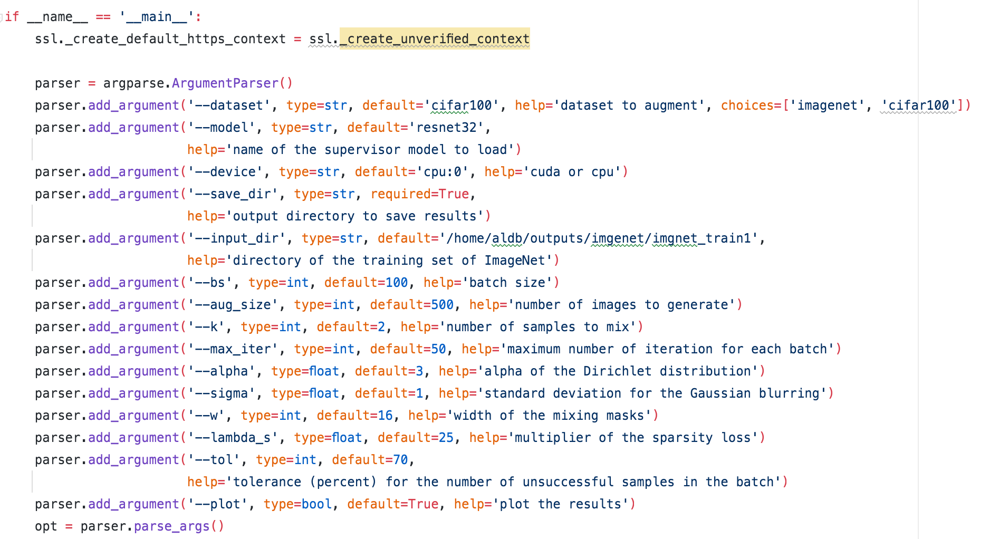 if __name__ == '__main__':
    ssl._create_default_https_context = ssl._create_unverified_context

    parser = argparse.ArgumentParser()
    parser.add_argument('--dataset', type=str, default='cifar100', help='dataset to augment', choices=['imagenet', 'cifar100'])
    parser.add_argument('--model', type=str, default='resnet32',
                        help='name of the supervisor model to load')
    parser.add_argument('--device', type=str, default='cpu:0', help='cuda or cpu')
    parser.add_argument('--save_dir', type=str, required=True,
                        help='output directory to save results')
    parser.add_argument('--input_dir', type=str, default='/home/aldb/outputs/imgenet/imgnet_train1',
                        help='directory of the training set of ImageNet')
    parser.add_argument('--bs', type=int, default=100, help='batch size')
    parser.add_argument('--aug_size', type=int, default=500, help='number of images to generate')
    parser.add_argument('--k', type=int, default=2, help='number of samples to mix')
    parser.add_argument('--max_iter', type=int, default=50, help='maximum number of iteration for each batch')
    parser.add_argument('--alpha', type=float, default=3, help='alpha of the Dirichlet distribution')
    parser.add_argument('--sigma', type=float, default=1, help='standard deviation for the Gaussian blurring')
    parser.add_argument('--w', type=int, default=16, help='width of the mixing masks')
    parser.add_argument('--lambda_s', type=float, default=25, help='multiplier of the sparsity loss')
    parser.add_argument('--tol', type=int, default=70,
                        help='tolerance (percent) for the number of unsuccessful samples in the batch')
    parser.add_argument('--plot', type=bool, default=True, help='plot the results')
    opt = parser.parse_args()